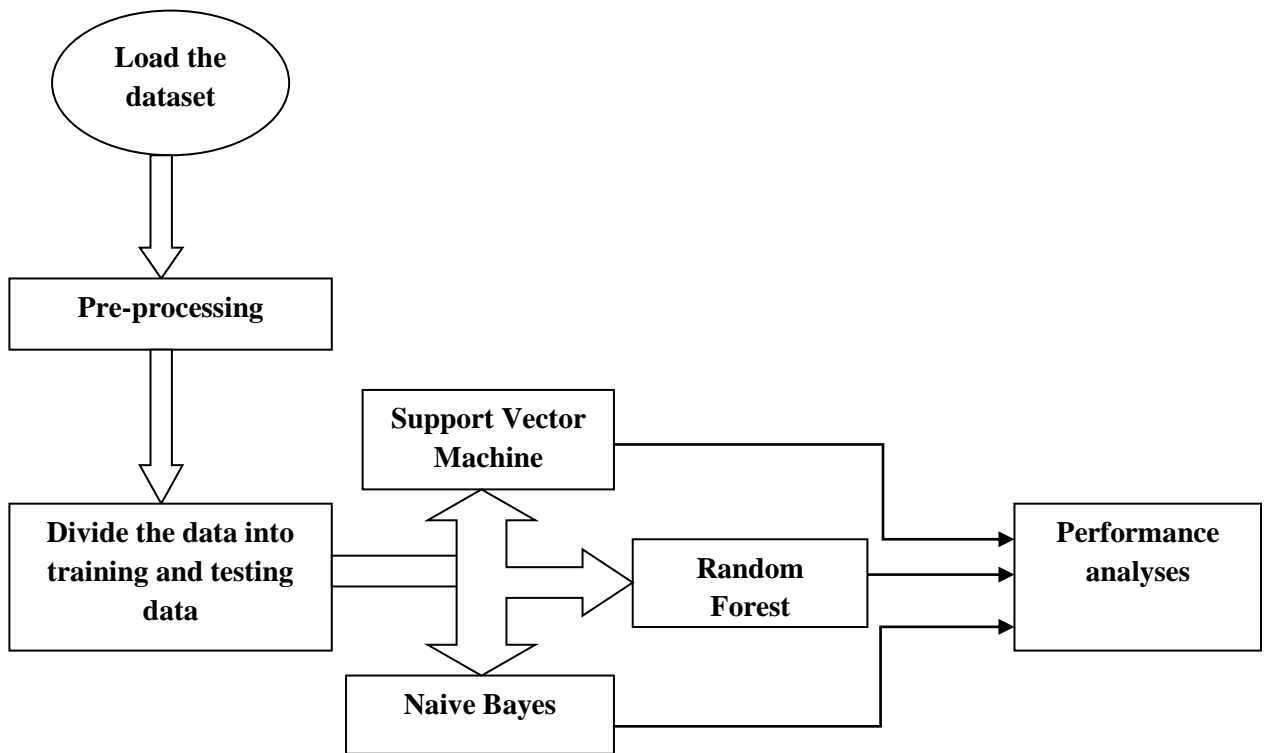 Load the
dataset
Pre-processing
Divide the data into
training and testing
data
Support Vector
Machine
Random
Forest
Naive Bayes
Performance
analyses